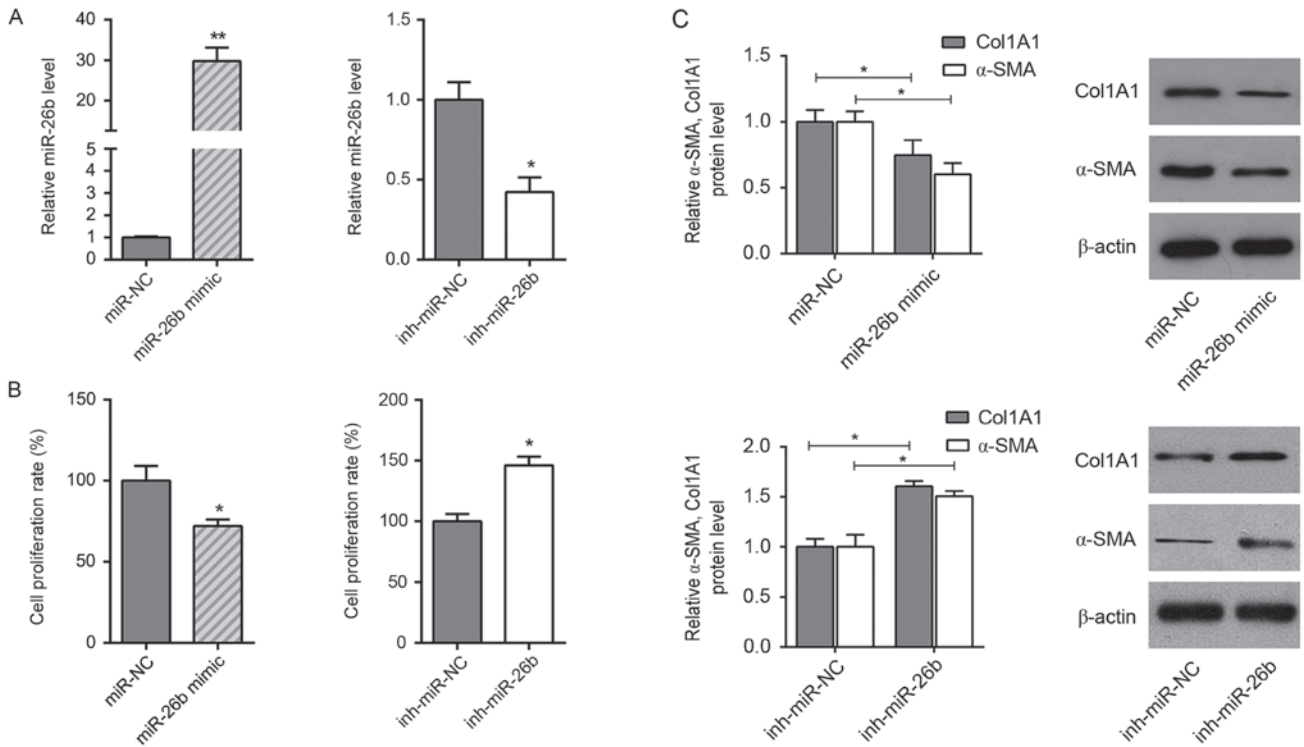 A
Relative miR-26b level
40
30
20
5
4
3
2
1
0
**
miR-NC
miR-26b mimic
Relative miR-26b level
1.5
1.0
0.5
0.0
*
inh-miR-NC
inh-miR-26b
B
Cell proliferation rate (%)
150
100
50
0
*
miR-NC
miR-26b mimic
Cell proliferation rate (%)
200
150
100
50
0
*
inh-miR-NC
inh-miR-26b
C
Relative α-SMA, Col1A1
protein level
1.5
1.0
0.5
0.0
Col1A1
α-SMA
*
*
miR-NC
miR-26b mimic
Col1A1
α-SMA
β-actin
miR-NC
miR-26b mimic
Relative α-SMA, Col1A1
protein level
2.0
1.5
1.0
0.5
0.0
Col1A1
α-SMA
*
*
inh-miR-NC
inh-miR-26b
Col1A1
α-SMA
β-actin
inh-miR-NC
inh-miR-26b